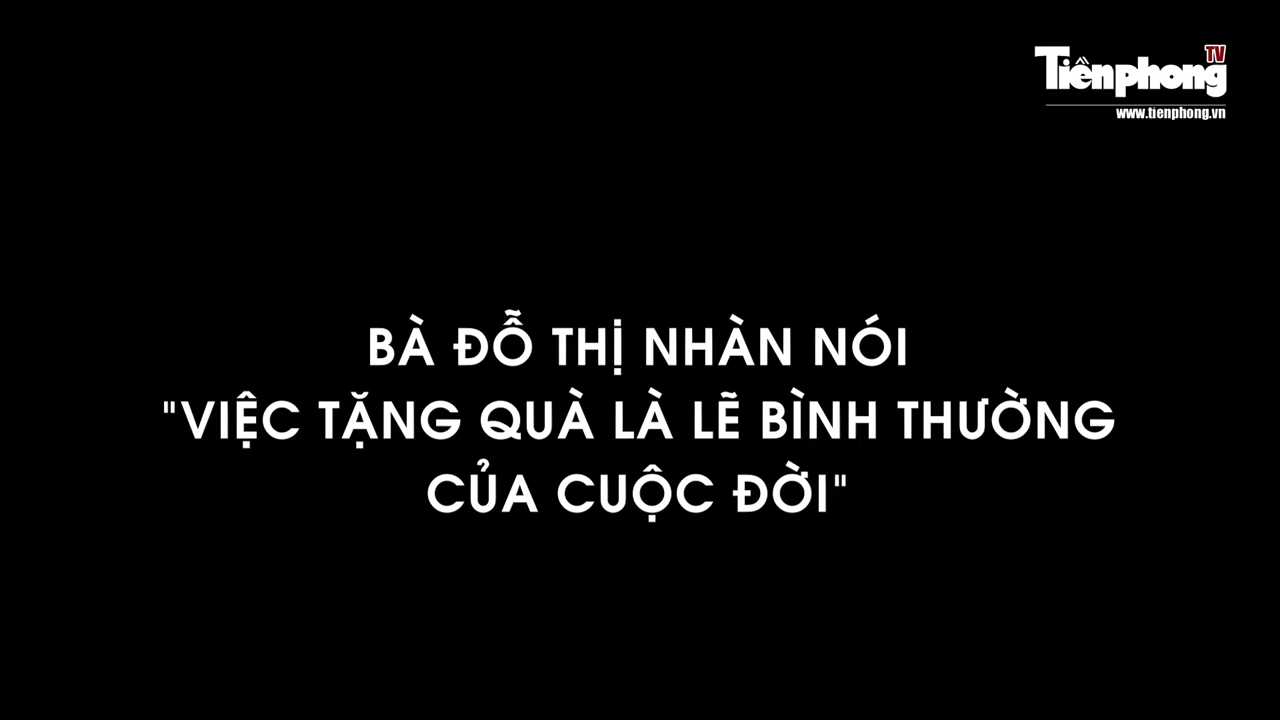 Tiênphong TV
www.tienphong.vn
BÀ ĐỖ THỊ NHÀN NÓI
"VIỆC TẶNG QUÀ LÀ LẼ BÌNH THƯỜNG
CỦA CUỘC ĐỜI"